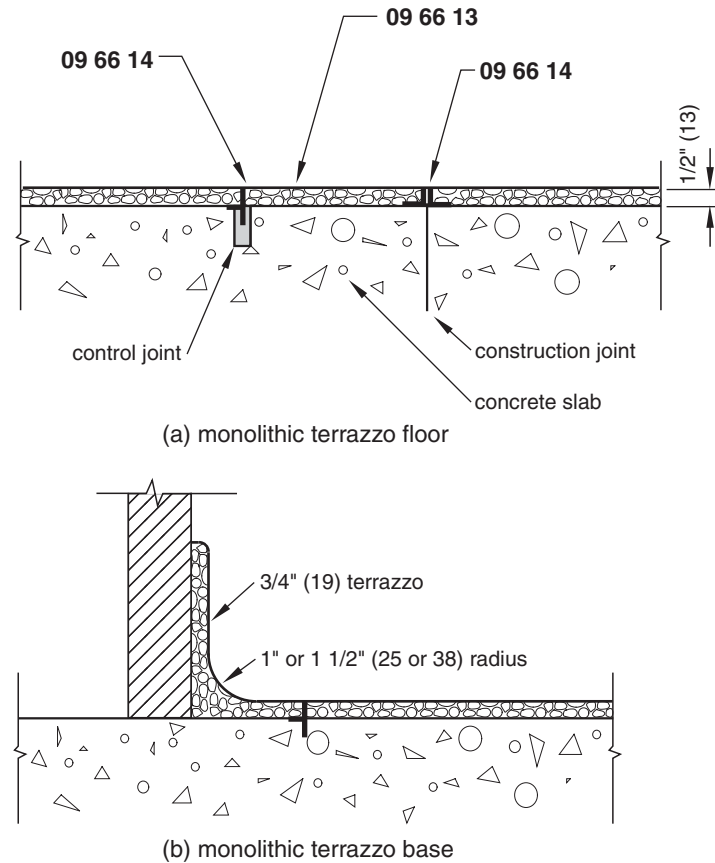 09 66 13
09 66 14
09 66 14
1/2" (13)
control joint
construction joint
concrete slab
(a) monolithic terrazzo floor
3/4" (19) terrazzo
1" or 1 1/2" (25 or 38) radius
(b) monolithic terrazzo base